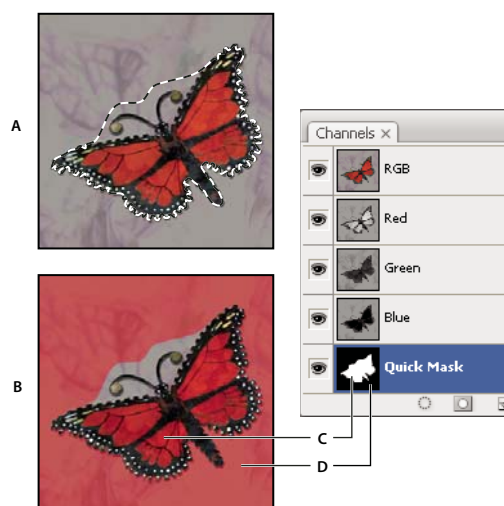 A
Channels ×
RGB
Red
Green
Blue
Quick Mask
B
C
D